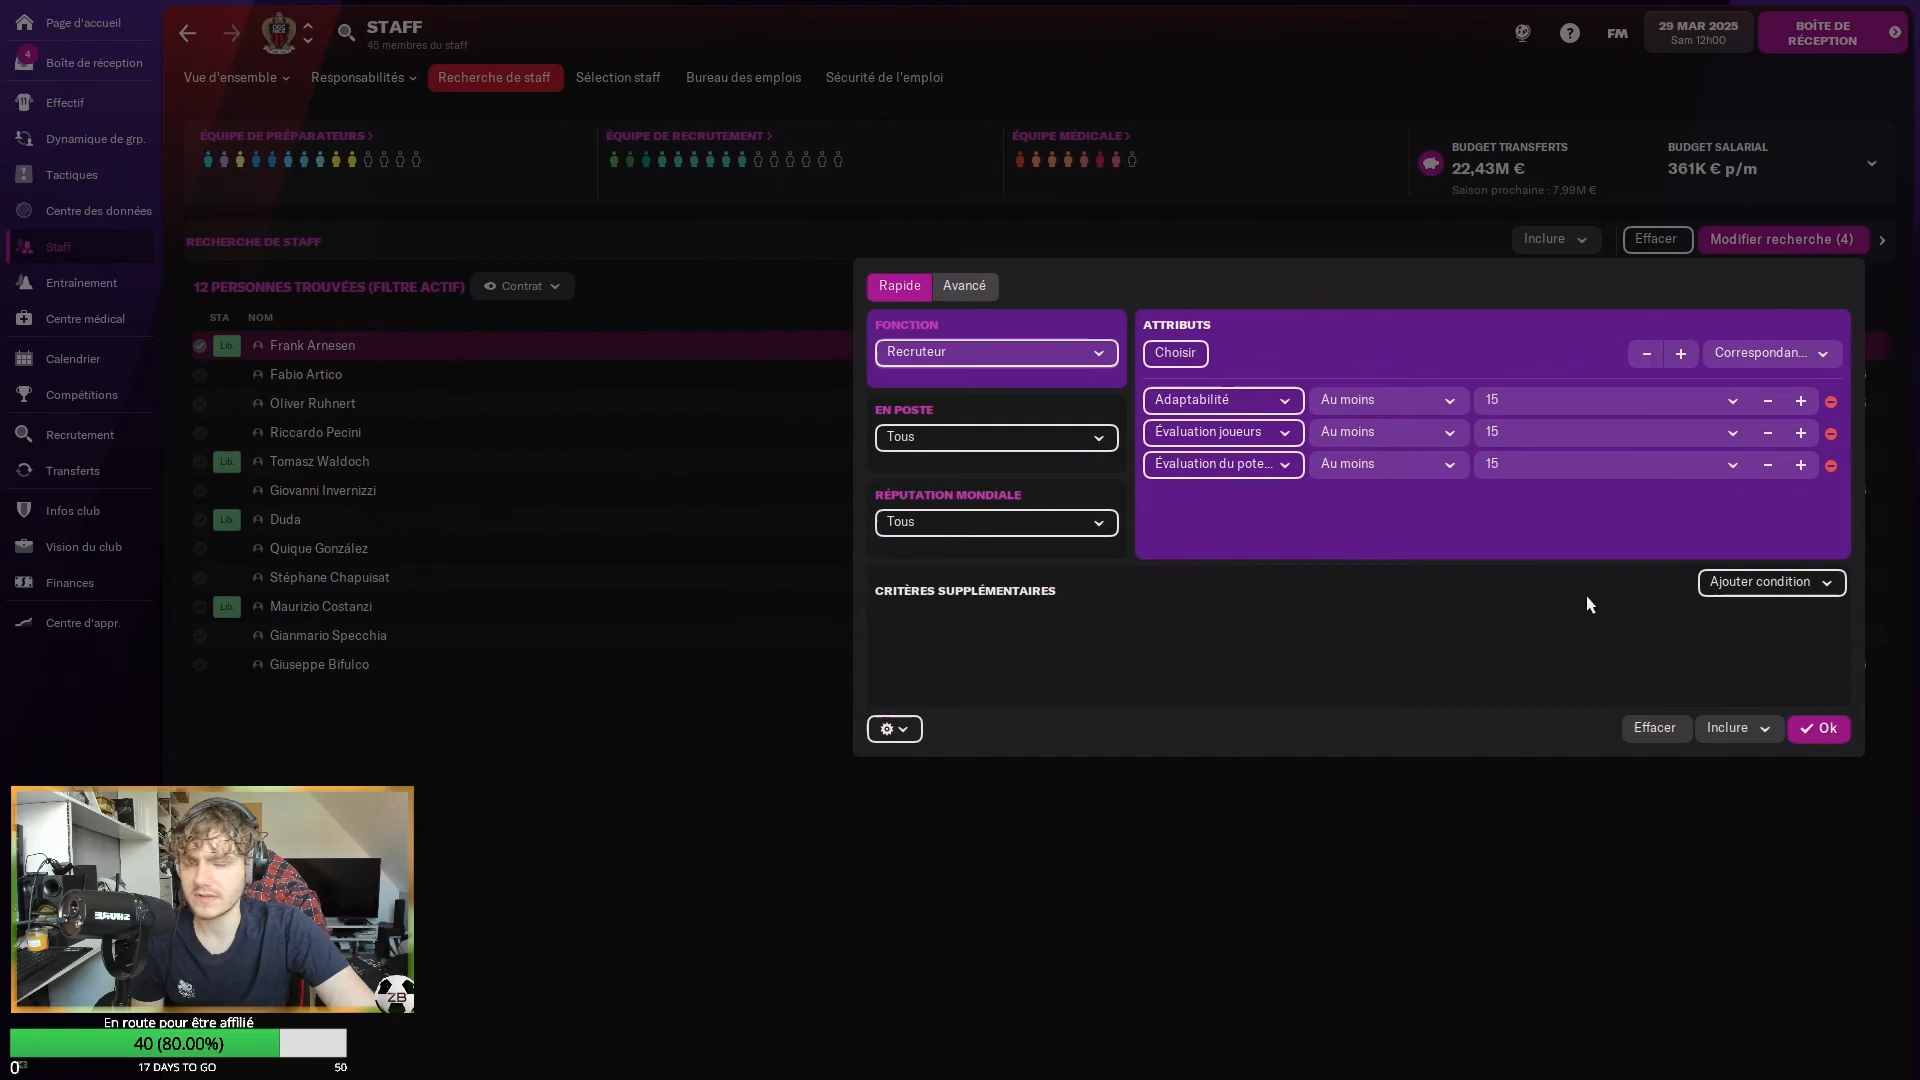 Page d'accueil
4
Boîte de réception
Effectif
Dynamique de grp.
Tactiques
Centre des données
Staff
Entraînement
Centre médical
Calendrier
Compétitions
Recrutement
Transferts
Infos club
Vision du club
Finances
Centre d'appr.
STAFF
45 membres du staff
FM
29 MAR 2025
Sam 12h00
BOÎTE DE
RÉCEPTION
Vue d'ensemble
Responsabilités
Recherche de staff
Sélection staff
Bureau des emplois
Sécurité de l'emploi
ÉQUIPE DE PRÉPARATEURS >
ÉQUIPE DE RECRUTEMENT >
ÉQUIPE MÉDICALE >
BUDGET TRANSFERTS
22,43M €
Saison prochaine : 7,99M €
BUDGET SALARIAL
361K € p/m
RECHERCHE DE STAFF
Inclure
Effacer
Modifier recherche (4)
12 PERSONNES TROUVÉES (FILTRE ACTIF)
Contrat
STA NOM
Lib. Frank Arnesen
Fabio Artico
Oliver Ruhnert
Riccardo Pecini
Lib. Tomasz Wałdoch
Giovanni Invernizzi
Lib. Duda
Quique González
Stéphane Chapuisat
Lib. Maurizio Costanzi
Gianmario Specchia
Giuseppe Bifulco
Rapide
Avancé
FONCTION
Recruteur
EN POSTE
Tous
RÉPUTATION MONDIALE
Tous
ATTRIBUTS
Choisir
Correspondan...
Adaptabilité Au moins 15
Évaluation joueurs Au moins 15
Évaluation du pote... Au moins 15
CRITÈRES SUPPLÉMENTAIRES
Ajouter condition
Effacer
Inclure
Ok
SHURE
ZB
En route pour être affilié
40 (80.00%)
0
17 DAYS TO GO
50